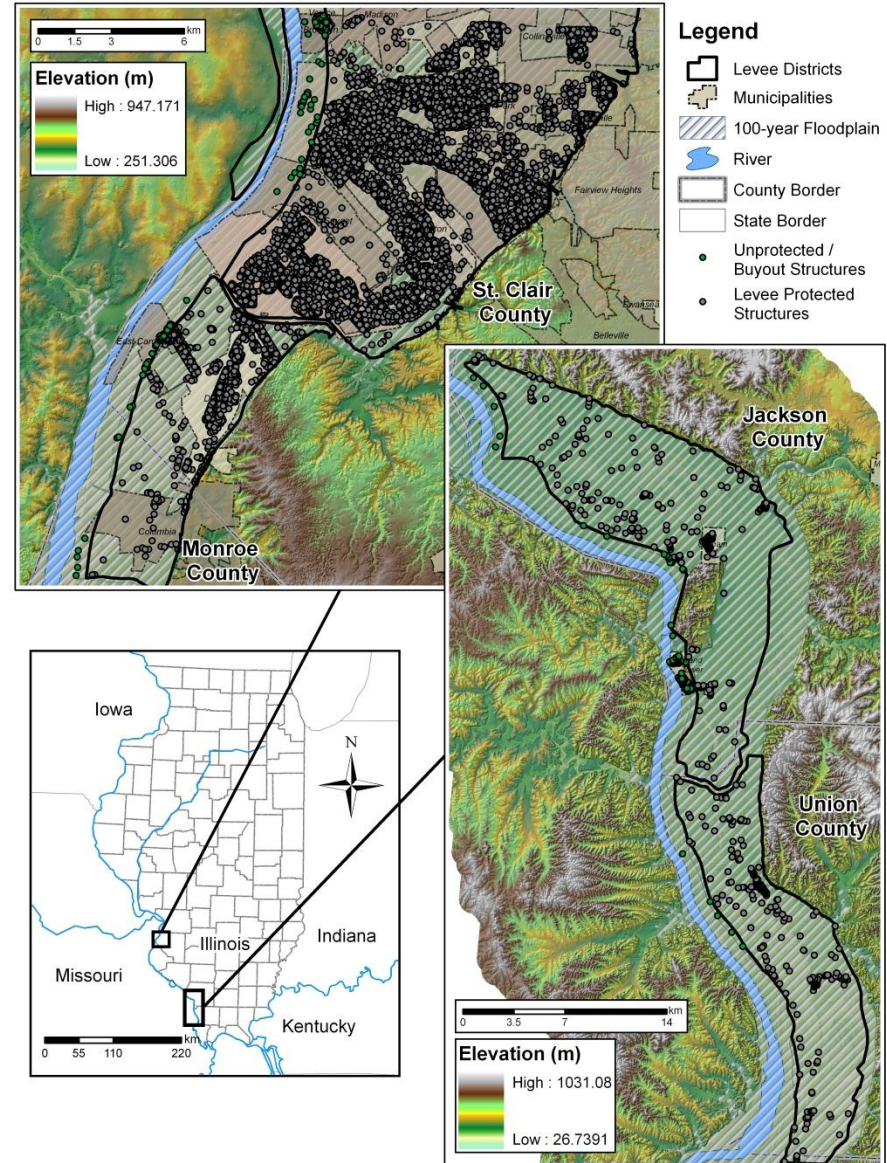 km
0 1.5 3 6
Elevation (m)
High : 947.171
Low : 251.306
Madison
Collinsville
Fairview Heights
St. Clair
County
Swansea
Belleville
Columbia
Monroe
County
Legend
Levee Districts
Municipalities
100-year Floodplain
River
County Border
State Border
Unprotected /
Buyout Structures
Levee Protected
Structures
Jackson
County
Union
County
km
0 3.5 7 14
Elevation (m)
High : 1031.08
Low : 26.7391
Iowa
N
Illinois
Indiana
Missouri
Kentucky
km
0 55 110 220